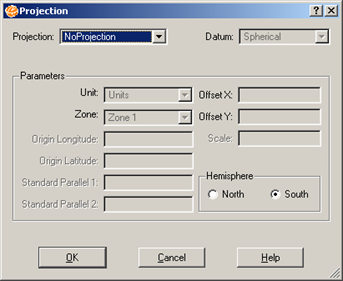 Projection
Projection: NoProjection Datum: Spherical
Parameters
Unit: Units Offset X:
Zone: Zone 1 Offset Y:
Origin Longitude: Scale:
Origin Latitude:
Standard Parallel 1: Hemisphere
North South
Standard Parallel 2:
OK Cancel Help